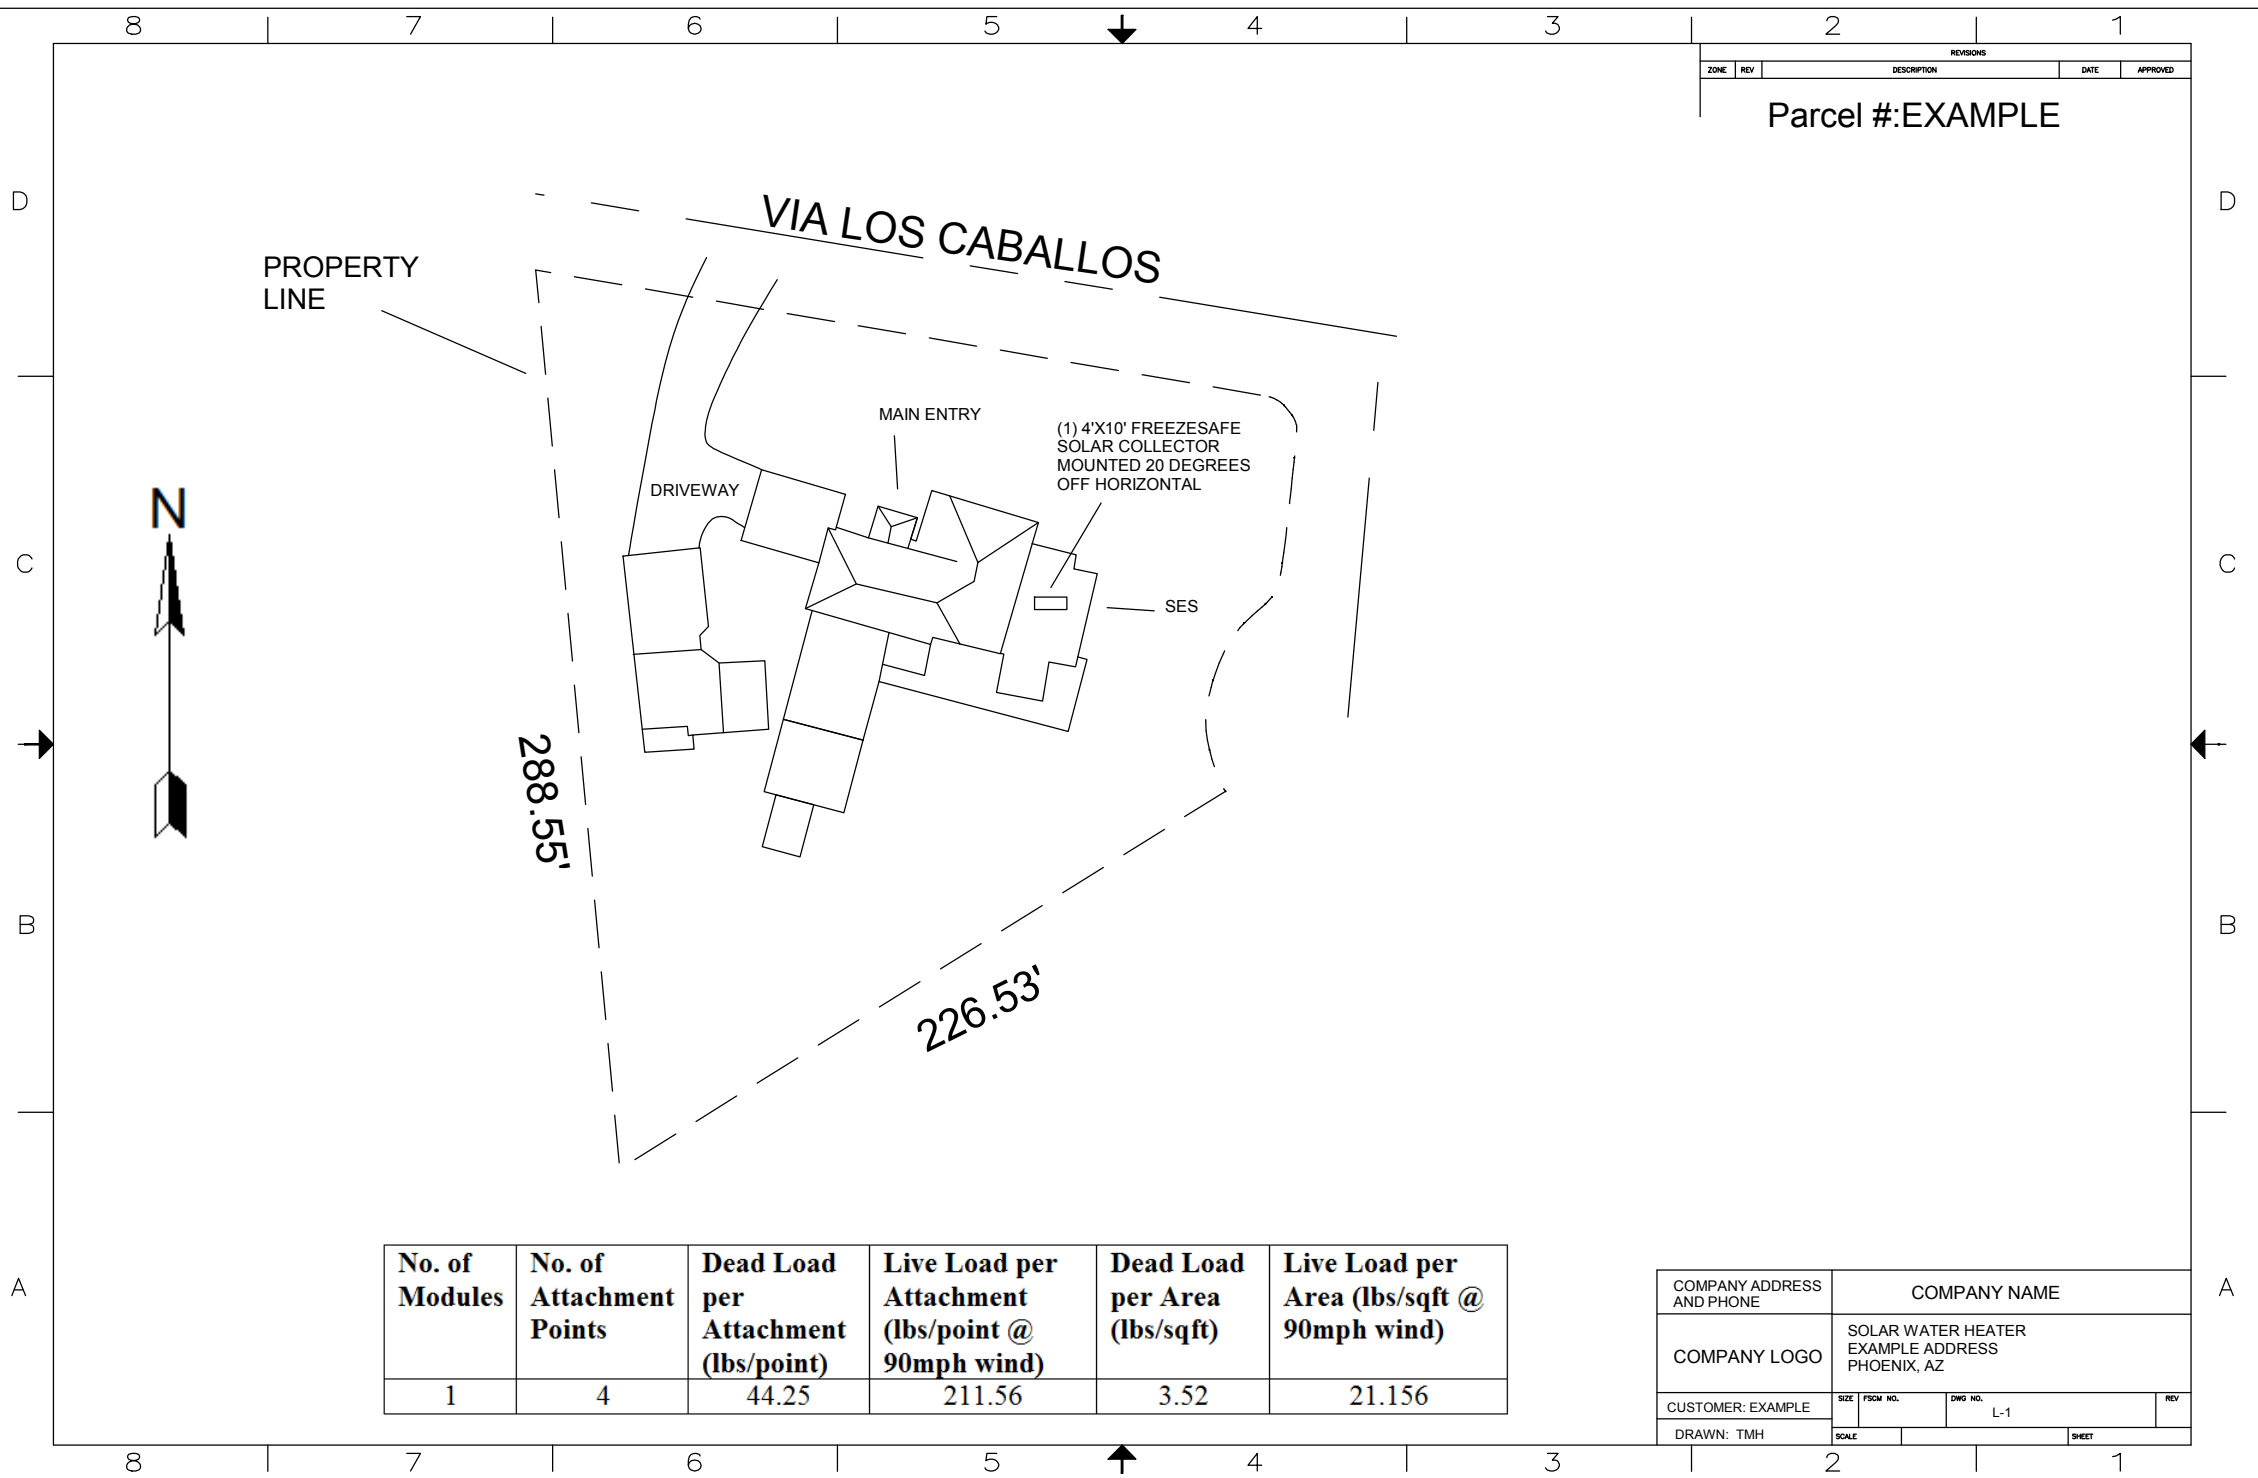 8 7 6 5 4 3 2 1
REVISIONS
ZONE REV DESCRIPTION DATE APPROVED
Parcel #:EXAMPLE
D D
VIA LOS CABALLOS
PROPERTY
LINE
MAIN ENTRY
(1) 4'X10' FREEZESAFE
SOLAR COLLECTOR
MOUNTED 20 DEGREES
OFF HORIZONTAL
DRIVEWAY
N
C C
SES
288.55'
B B
226.53'
A A
No. of
Modules
No. of
Attachment
Points
Dead Load
per
Attachment
(lbs/point)
Live Load per
Attachment
(lbs/point @
90mph wind)
Dead Load
per Area
(lbs/sqft)
Live Load per
Area (lbs/sqft @
90mph wind)
1 4 44.25 211.56 3.52 21.156
COMPANY ADDRESS
AND PHONE
COMPANY NAME
COMPANY LOGO
SOLAR WATER HEATER
EXAMPLE ADDRESS
PHOENIX, AZ
CUSTOMER: EXAMPLE
SIZE FSCM NO. DWG NO. REV
L-1
DRAWN: TMH
SCALE SHEET
8 7 6 5 4 3 2 1